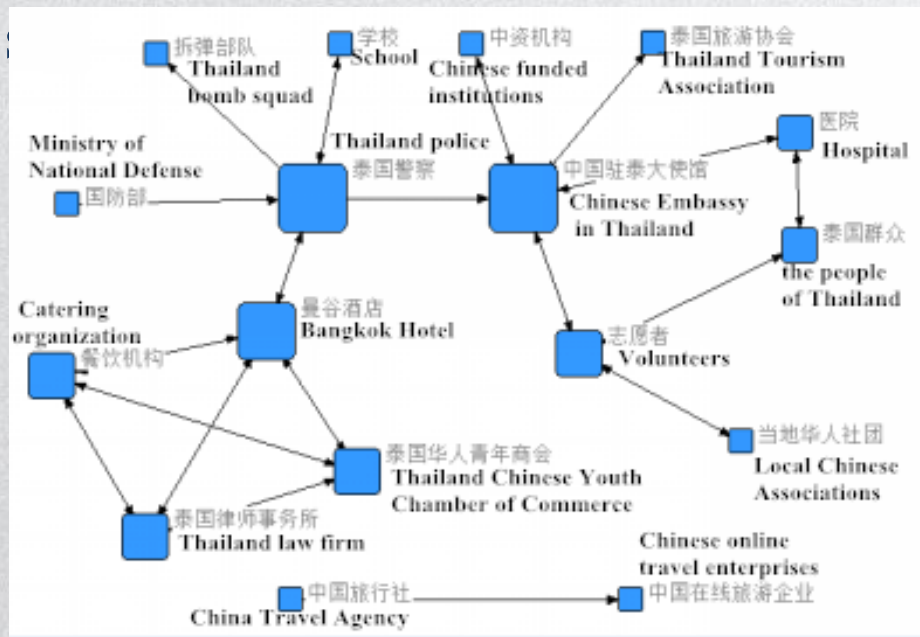 拆弹部队
Thailand
bomb squad
学校
School
中资机构
Chinese funded
institutions
泰国旅游协会
Thailand Tourism
Association
医院
Hospital
Ministry of
National Defense
国防部
Thailand police
泰国警察
中国驻泰大使馆
Chinese Embassy
in Thailand
泰国群众
the people
of Thailand
Catering
organization
餐饮机构
曼谷酒店
Bangkok Hotel
志愿者
Volunteers
当地华人社团
Local Chinese
Associations
泰国华人青年商会
Thailand Chinese Youth
Chamber of Commerce
泰国律师事务所
Thailand law firm
Chinese online
travel enterprises
中国旅行社
China Travel Agency
中国在线旅游企业